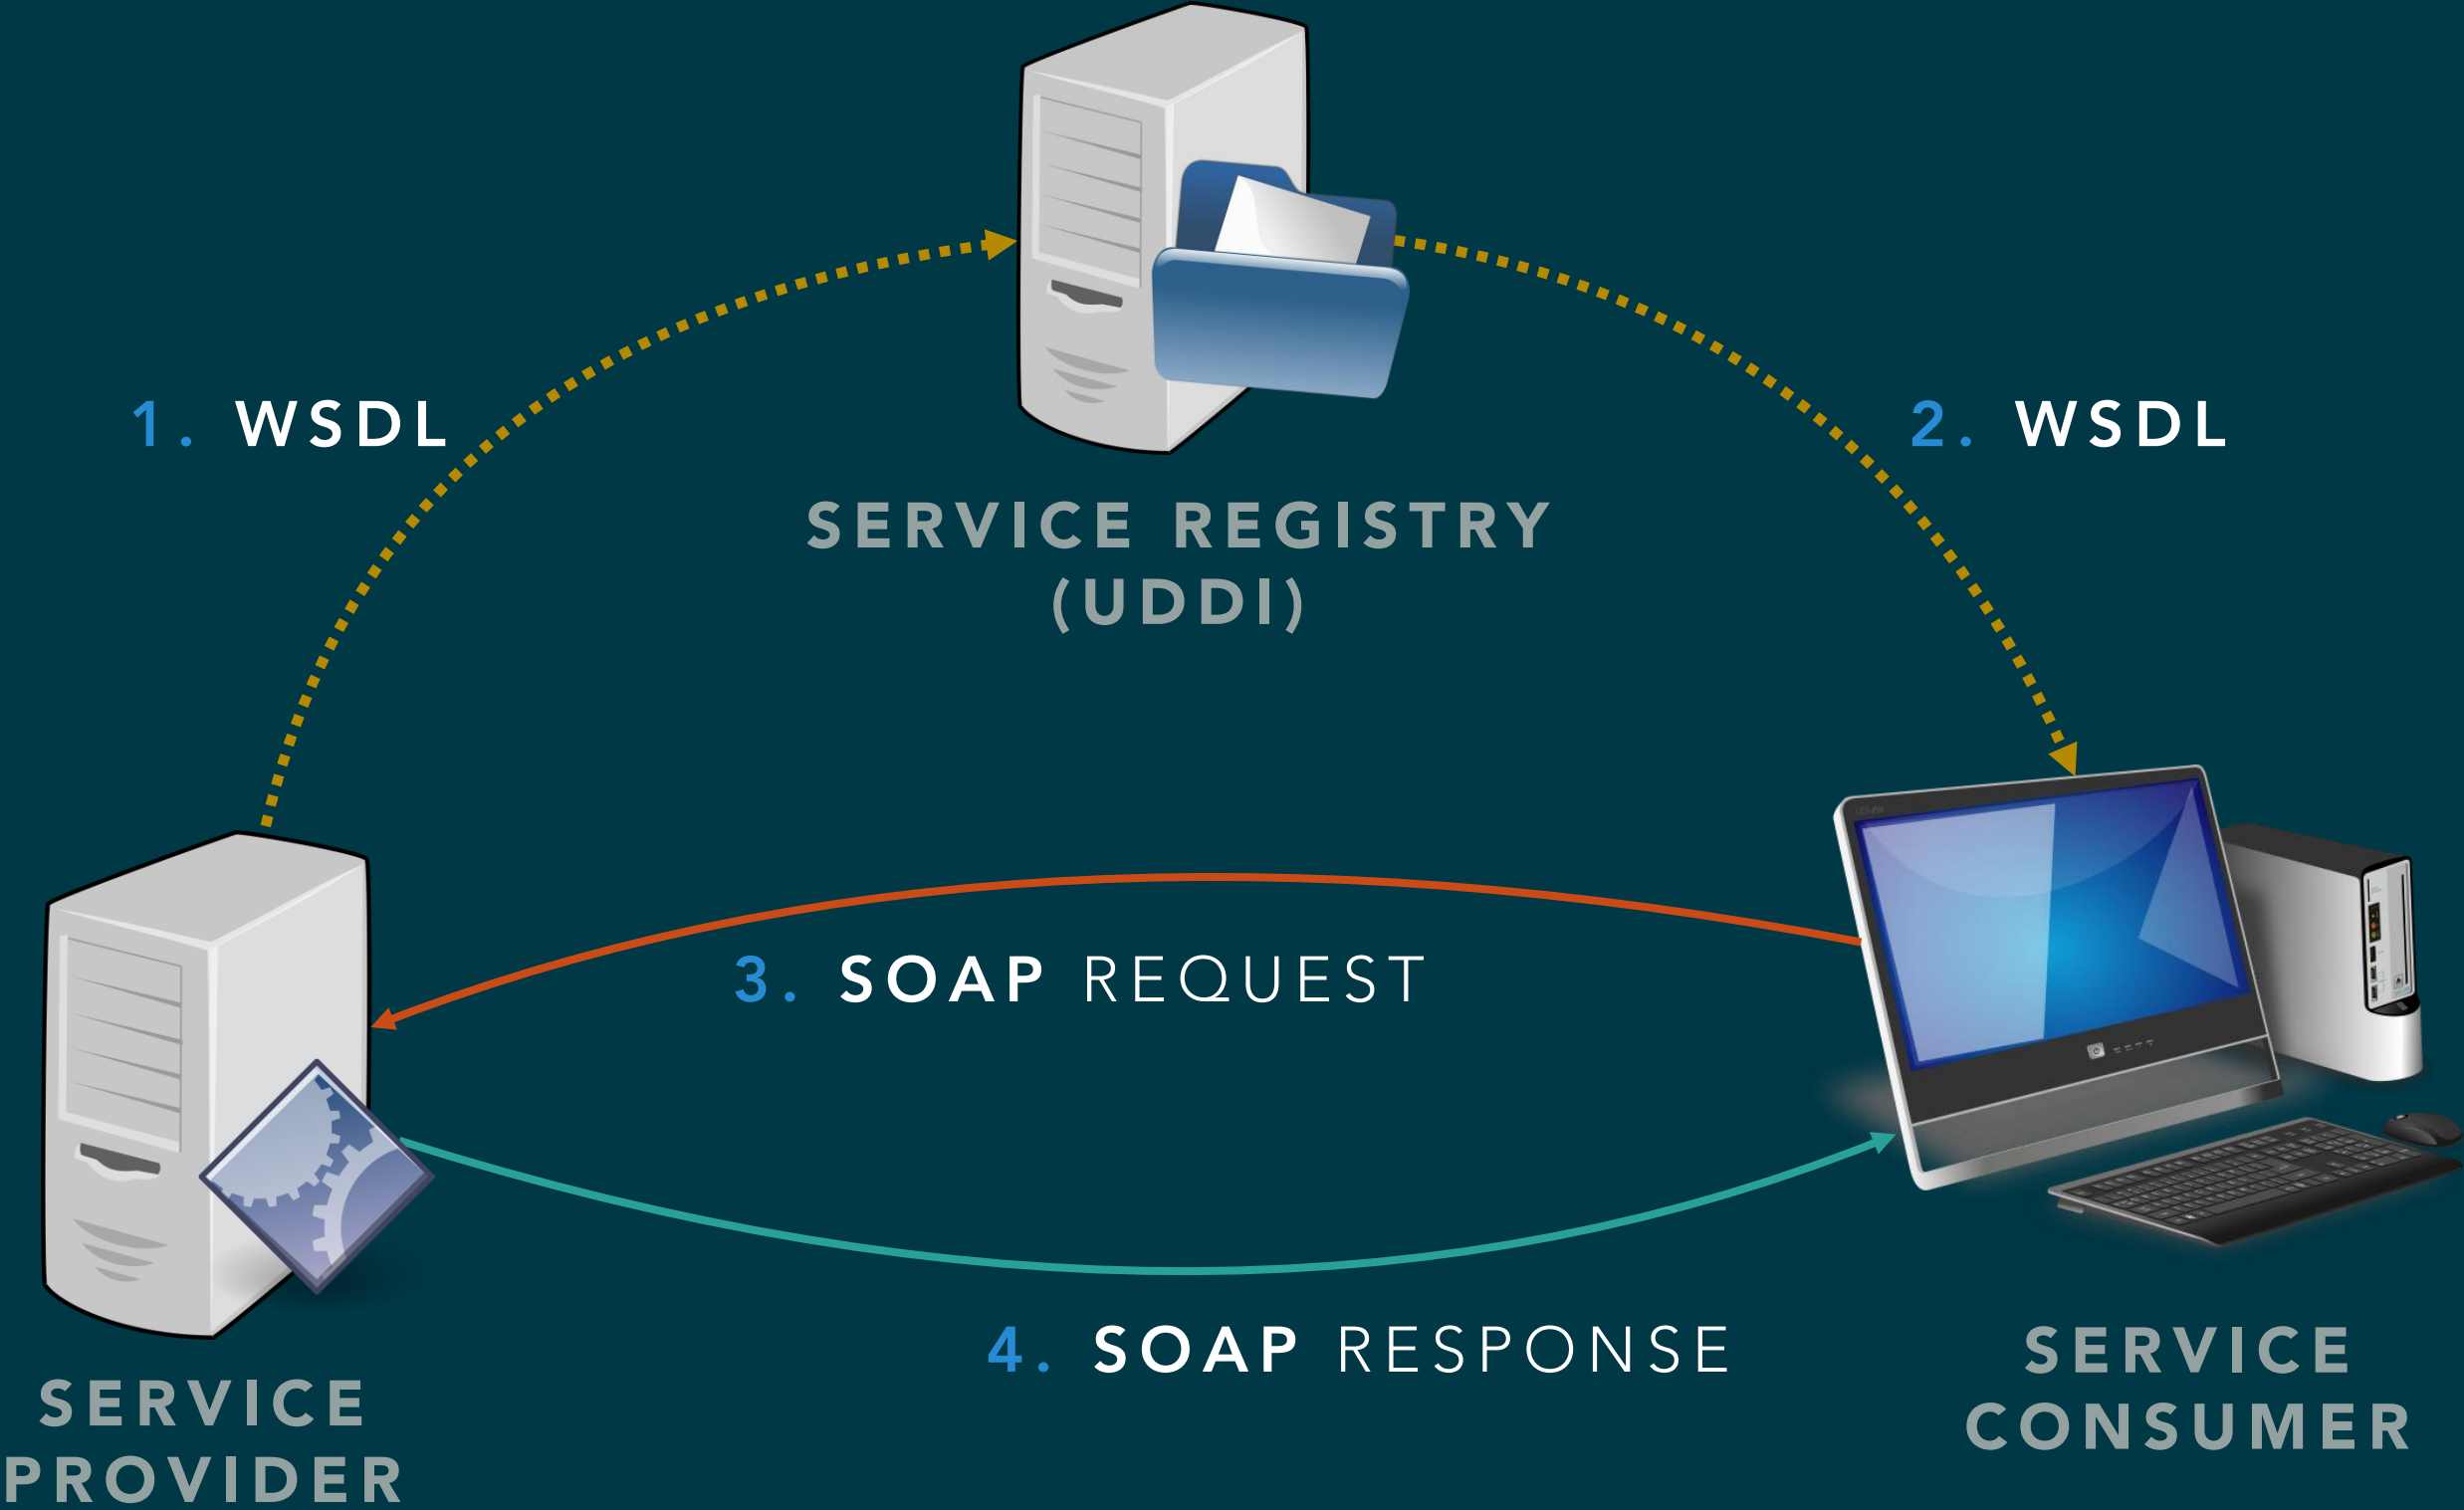 1. WSDL
2. WSDL
SERVICE REGISTRY
(UDDI)
3. SOAP REQUEST
4. SOAP RESPONSE
SERVICE
PROVIDER
SERVICE
CONSUMER